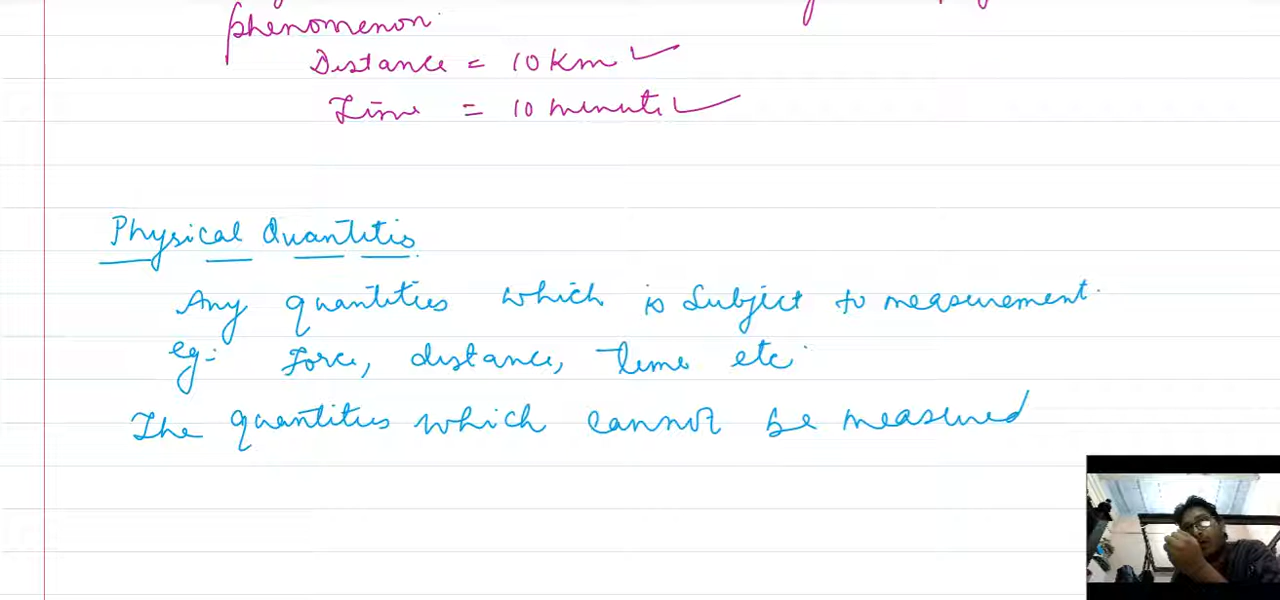 phenomenon.
Distance = 10 Km
Time = 10 minute
Physical Quantitis
Any quantities which is subject to measurement.
eg:- Force, distance, time etc.
The quantities which cannot be measured